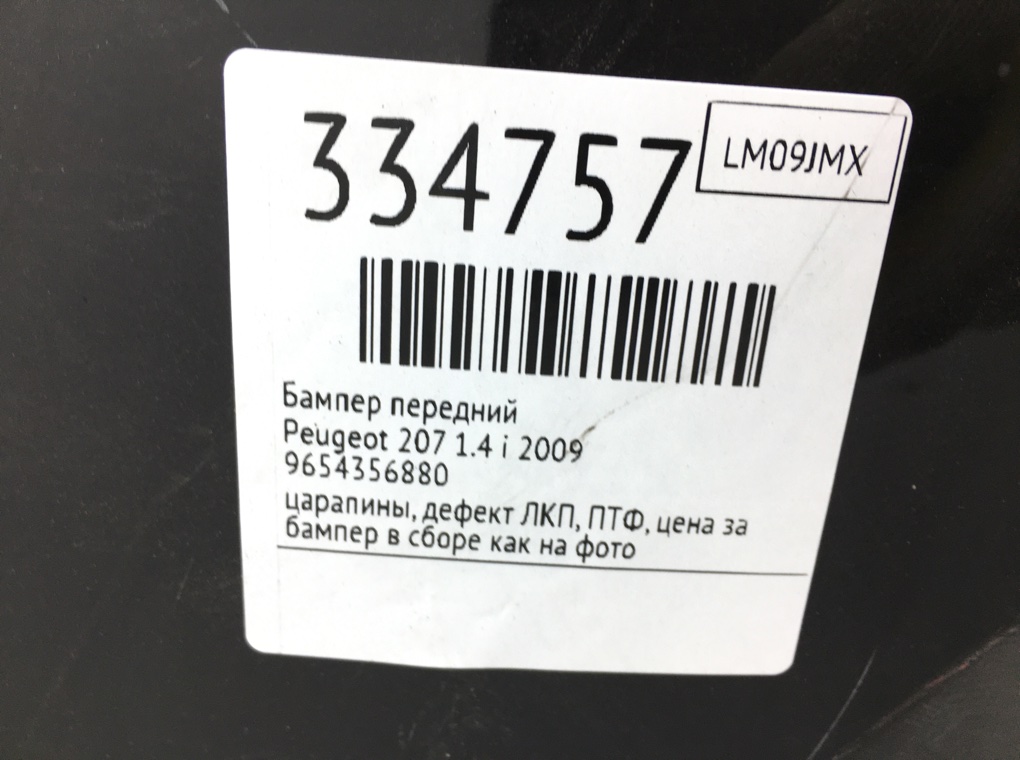 334757
LM09JMX
Бампер передний
Peugeot 207 1.4 i 2009
9654356880
царапины, дефект ЛКП, ПТФ, цена за
бампер в сборе как на фото